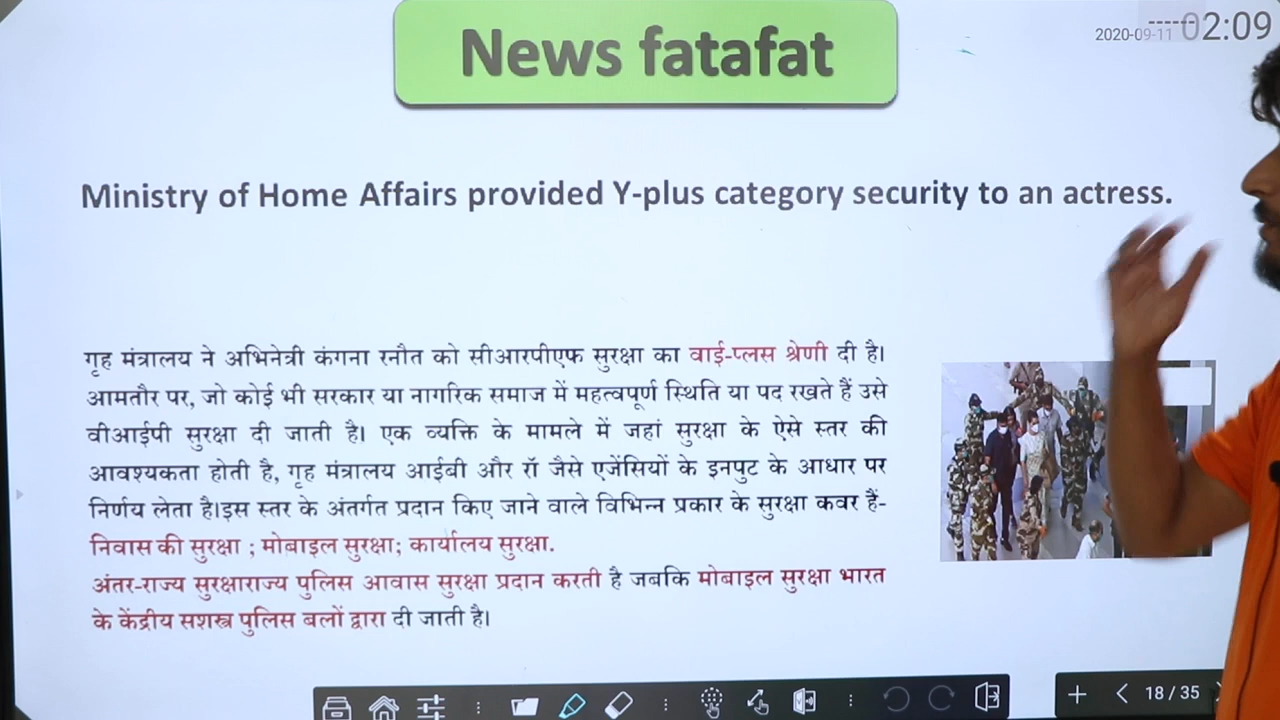 News fatafat
2020-09-11 02:09
Ministry of Home Affairs provided Y-plus category security to an actress.
गृह मंत्रालय ने अभिनेत्री कंगना रनौत को सीआरपीएफ सुरक्षा का वाई-प्लस श्रेणी दी है।
आमतौर पर, जो कोई भी सरकार या नागरिक समाज में महत्वपूर्ण स्थिति या पद रखते हैं उसे
वीआईपी सुरक्षा दी जाती है। एक व्यक्ति के मामले में जहां सुरक्षा के ऐसे स्तर की
आवश्यकता होती है, गृह मंत्रालय आईबी और रॉ जैसे एजेंसियों के इनपुट के आधार पर
निर्णय लेता है।इस स्तर के अंतर्गत प्रदान किए जाने वाले विभिन्न प्रकार के सुरक्षा कवर हैं-
निवास की सुरक्षा ; मोबाइल सुरक्षा; कार्यालय सुरक्षा.
अंतर-राज्य सुरक्षाराज्य पुलिस आवास सुरक्षा प्रदान करती है जबकि मोबाइल सुरक्षा भारत
के केंद्रीय सशस्त्र पुलिस बलों द्वारा दी जाती है।
18 / 35